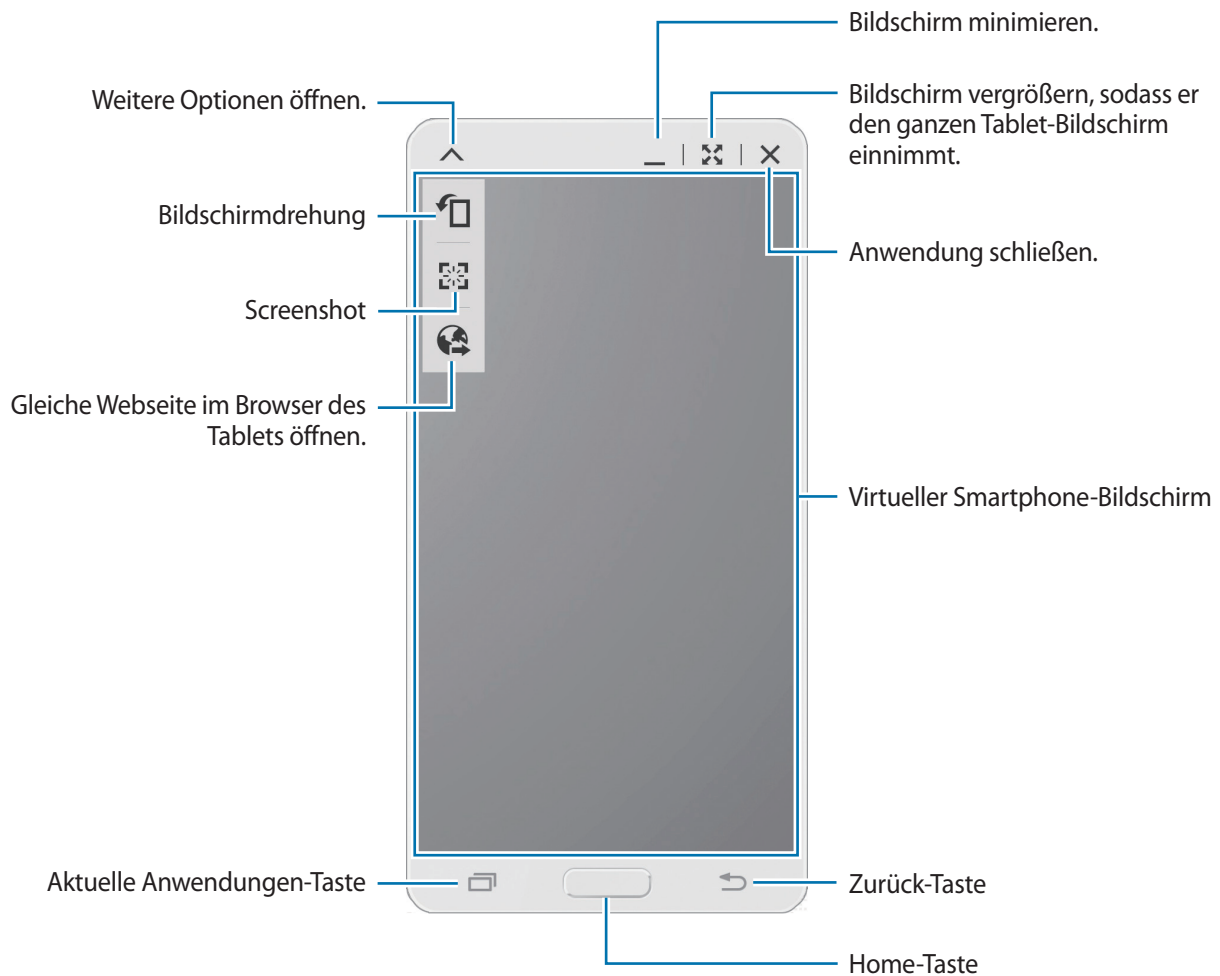 Bildschirm minimieren.
Weitere Optionen öffnen.
Bildschirm vergrößern, sodass er
den ganzen Tablet-Bildschirm
einnimmt.
Bildschirmdrehung
Anwendung schließen.
Screenshot
Gleiche Webseite im Browser des
Tablets öffnen.
Virtueller Smartphone-Bildschirm
Aktuelle Anwendungen-Taste
Zurück-Taste
Home-Taste